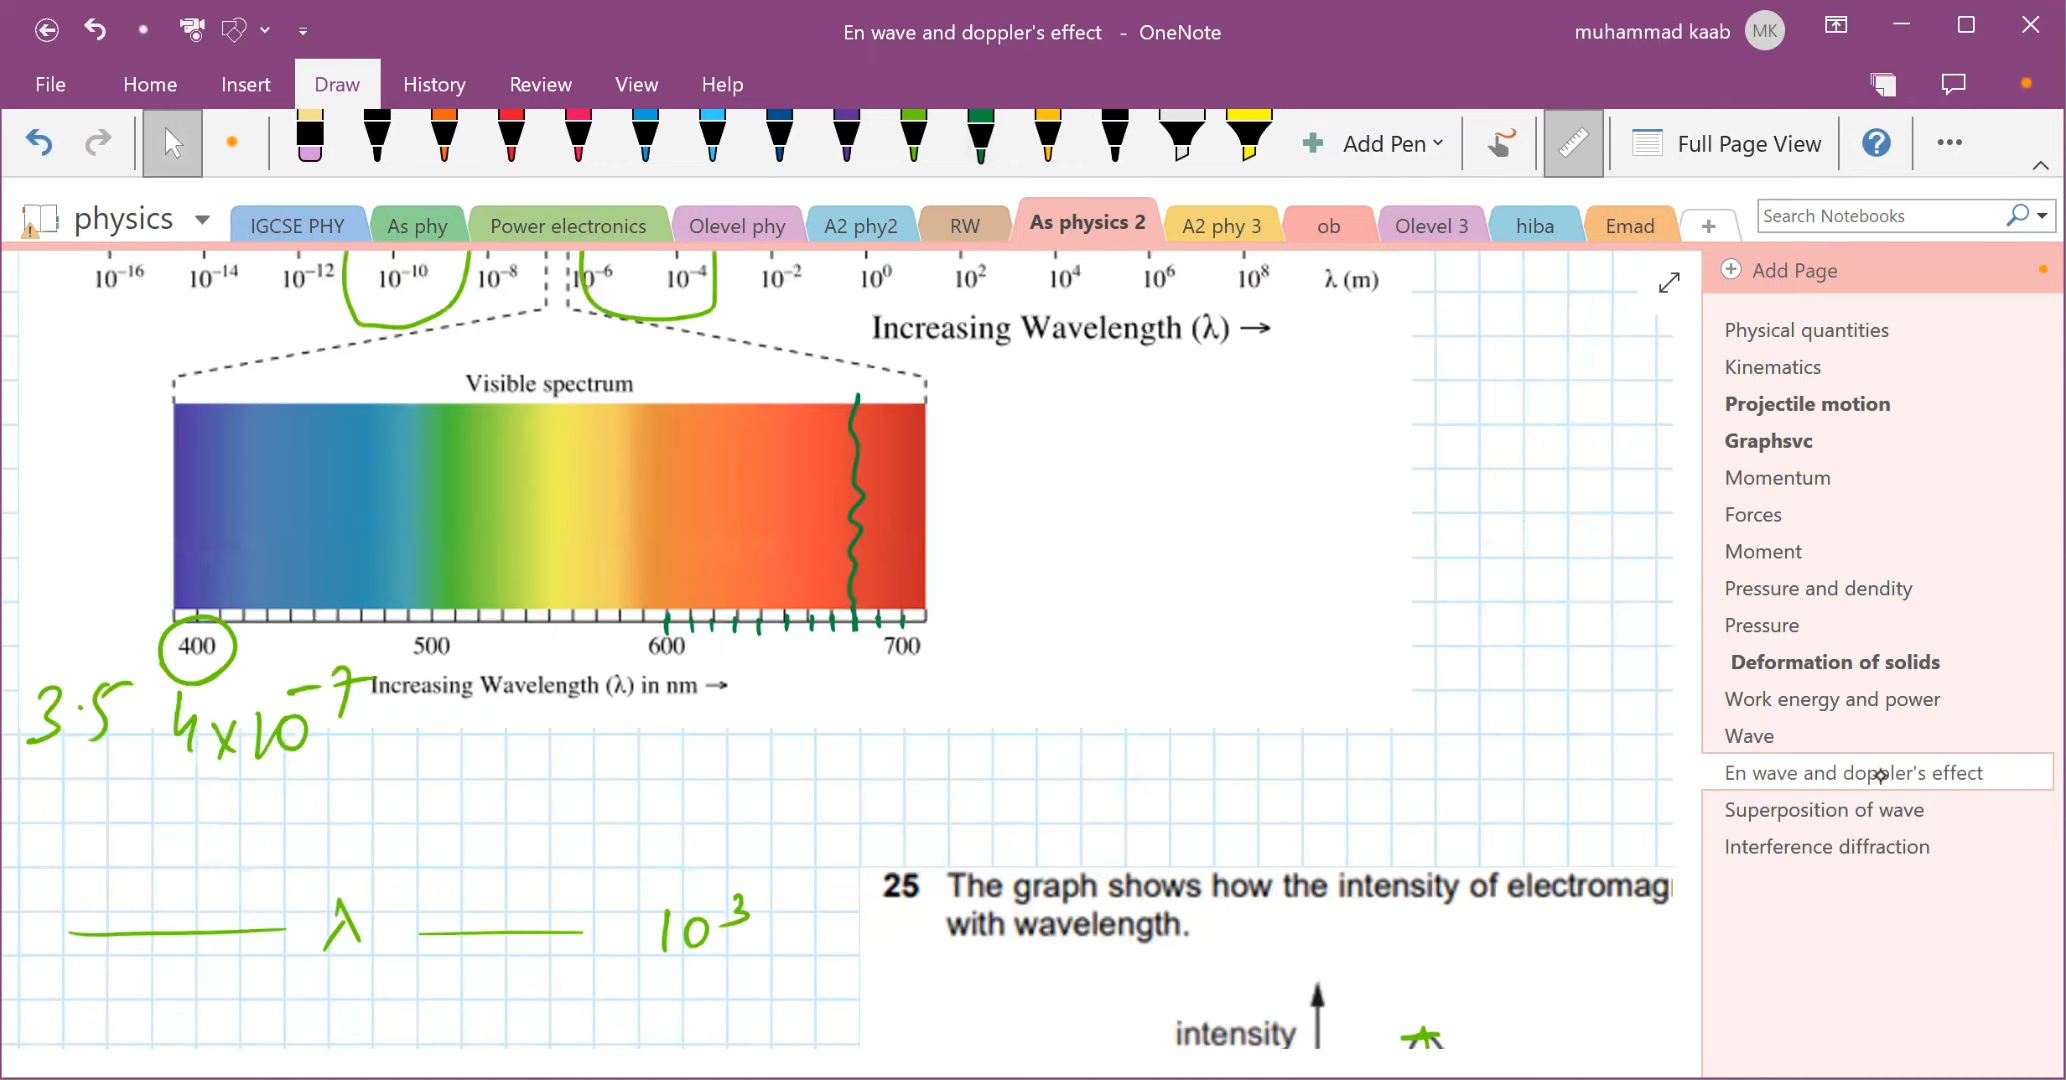 En wave and doppler's effect - OneNote
muhammad kaab MK
File Home Insert Draw History Review View Help
Add Pen
Full Page View
physics
IGCSE PHY
As phy
Power electronics
Olevel phy
A2 phy2
RW
As physics 2
A2 phy 3
ob
Olevel 3
hiba
Emad
Search Notebooks
10⁻¹⁶ 10⁻¹⁴ 10⁻¹² 10⁻¹⁰ 10⁻⁸ 10⁻⁶ 10⁻⁴ 10⁻² 10⁰ 10² 10⁴ 10⁶ 10⁸ λ (m)
Increasing Wavelength (λ) →
Visible spectrum
400 500 600 700
Increasing Wavelength (λ) in nm →
3.5 4x10⁻⁷
λ 10³
25 The graph shows how the intensity of electromag
with wavelength.
intensity
Add Page
Physical quantities
Kinematics
Projectile motion
Graphsvc
Momentum
Forces
Moment
Pressure and dendity
Pressure
Deformation of solids
Work energy and power
Wave
En wave and doppler's effect
Superposition of wave
Interference diffraction